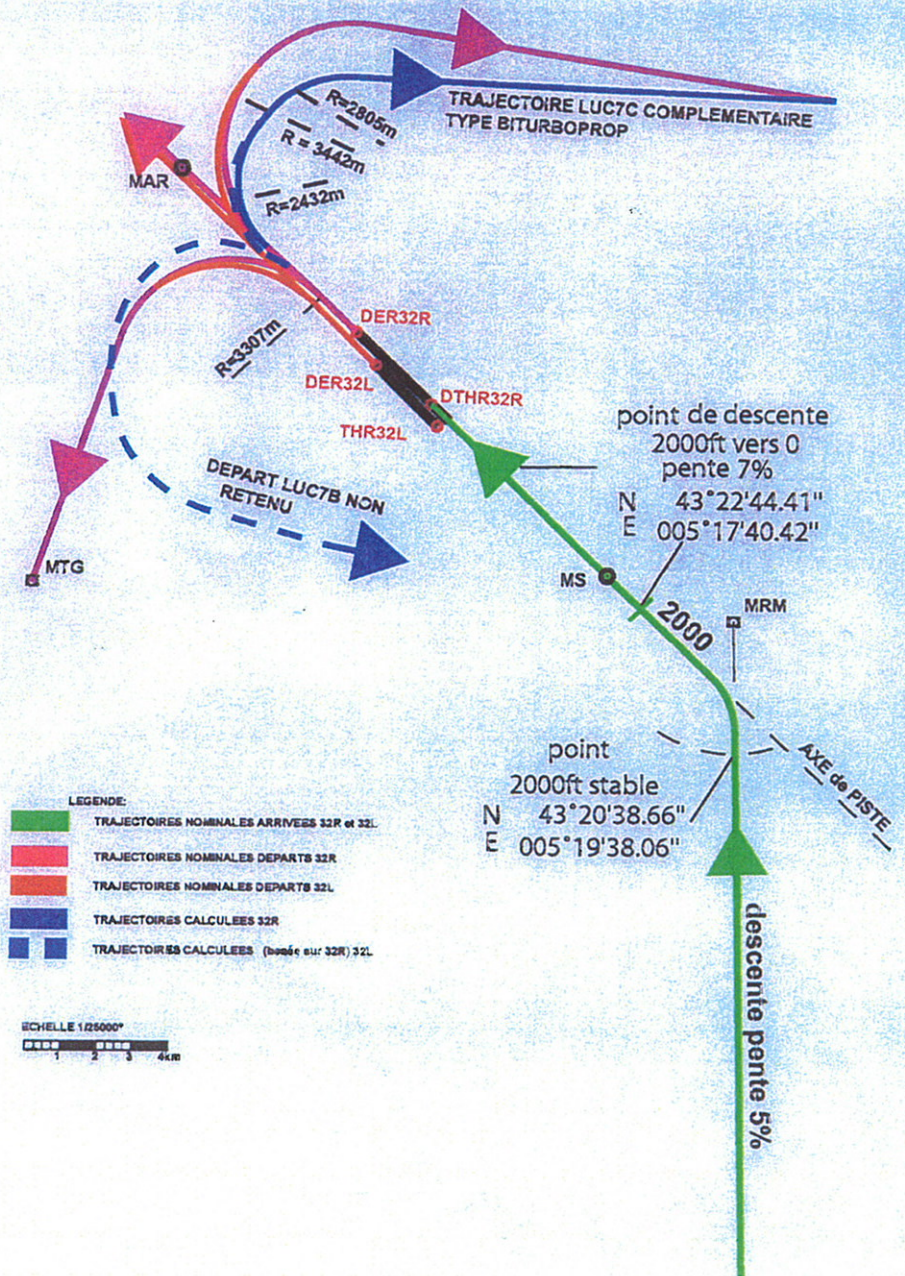 TRAJECTOIRE LUC7C COMPLEMENTAIRE
TYPE BITURBOPROP
R=2805m
R = 3442m
R=2432m
MAR
R=3307m
DER32R
DER32L
DTHR32R
THR32L
point de descente
2000ft vers 0
pente 7%
N 43°22'44.41"
E 005°17'40.42"
DEPART LUC7B NON
RETENU
MTG
MS
MRM
2000
AXE de PISTE
point
2000ft stable
N 43°20'38.66"
E 005°19'38.06"
descente pente 5%
LEGENDE:
TRAJECTOIRES NOMINALES ARRIVEES 32R et 32L
TRAJECTOIRES NOMINALES DEPARTS 32R
TRAJECTOIRES NOMINALES DEPARTS 32L
TRAJECTOIRES CALCULEES 32R
TRAJECTOIRES CALCULEES (basée sur 32R) 32L
ECHELLE 1/25000°
1 2 3 4km